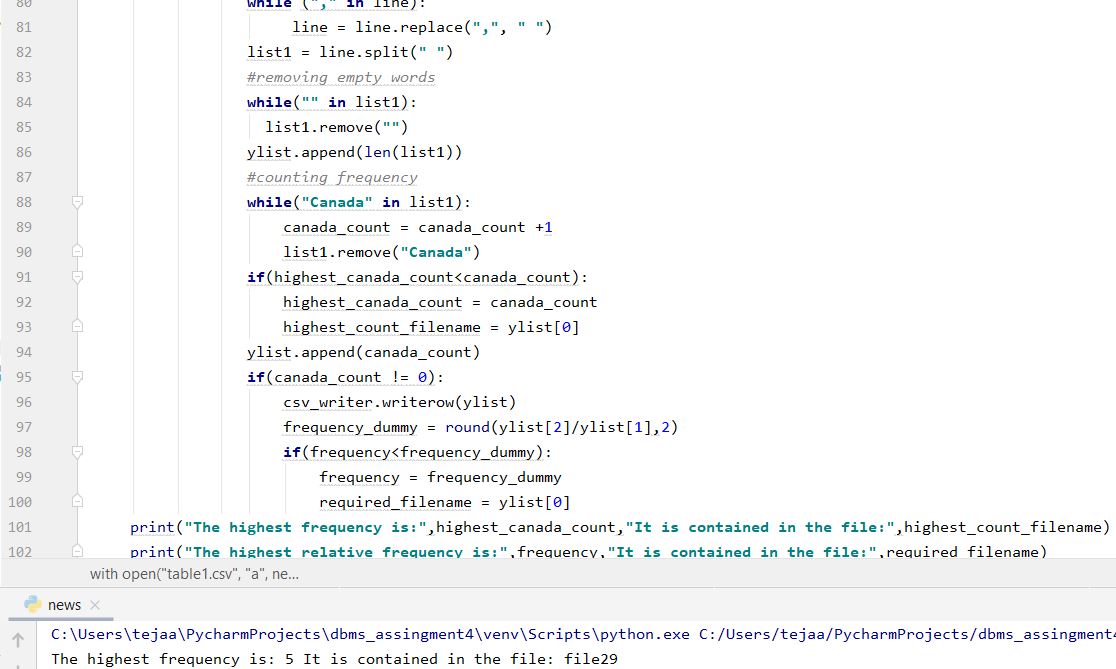 80 while ("," in line):
81 line = line.replace(",", " ")
82 list1 = line.split(" ")
83 #removing empty words
84 while("" in list1):
85 list1.remove("")
86 ylist.append(len(list1))
87 #counting frequency
88 while("Canada" in list1):
89 canada_count = canada_count +1
90 list1.remove("Canada")
91 if(highest_canada_count<canada_count):
92 highest_canada_count = canada_count
93 highest_count_filename = ylist[0]
94 ylist.append(canada_count)
95 if(canada_count != 0):
96 csv_writer.writerow(ylist)
97 frequency_dummy = round(ylist[2]/ylist[1],2)
98 if(frequency<frequency_dummy):
99 frequency = frequency_dummy
100 required_filename = ylist[0]
101 print("The highest frequency is:",highest_canada_count,"It is contained in the file:",highest_count_filename)
102 print("The highest relative frequency is:",frequency,"It is contained in the file:",required_filename)
with open("table1.csv", "a", ne...
news
C:\Users\tejaa\PycharmProjects\dbms_assingment4\venv\Scripts\python.exe C:/Users/tejaa/PycharmProjects/dbms_assingment4
The highest frequency is: 5 It is contained in the file: file29